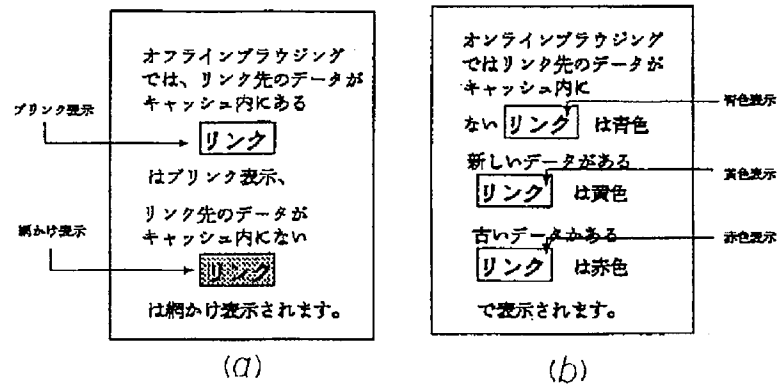 オフラインブラウジング
では、リンク先のデータが
キャッシュ内にある
ブリンク表示
リンク
はブリンク表示、
リンク先のデータが
網かけ表示
キャッシュ内にない
リンク
は網かけ表示されます。
(a)
オンラインブラウジング
ではリンク先のデータが
キャッシュ内に
青色表示
ない リンク は青色
新しいデータがある
黄色表示
リンク は黄色
古いデータがある
赤色表示
リンク は赤色
で表示されます。
(b)